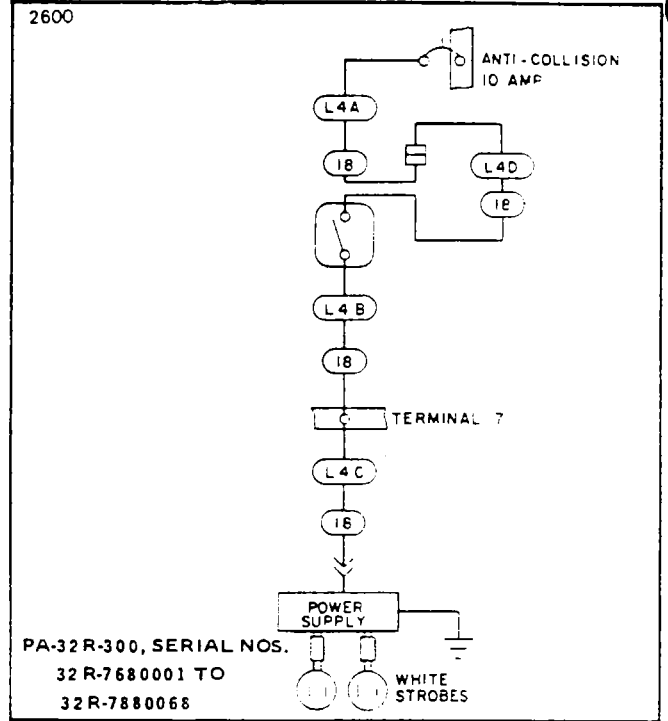 2600
ANTI-COLLISION
10 AMP
L4A
18
L4D
18
L4B
18
TERMINAL 7
L4C
18
POWER
SUPPLY
PA-32R-300, SERIAL NOS.
32R-7680001 TO
32R-7880068
WHITE
STROBES